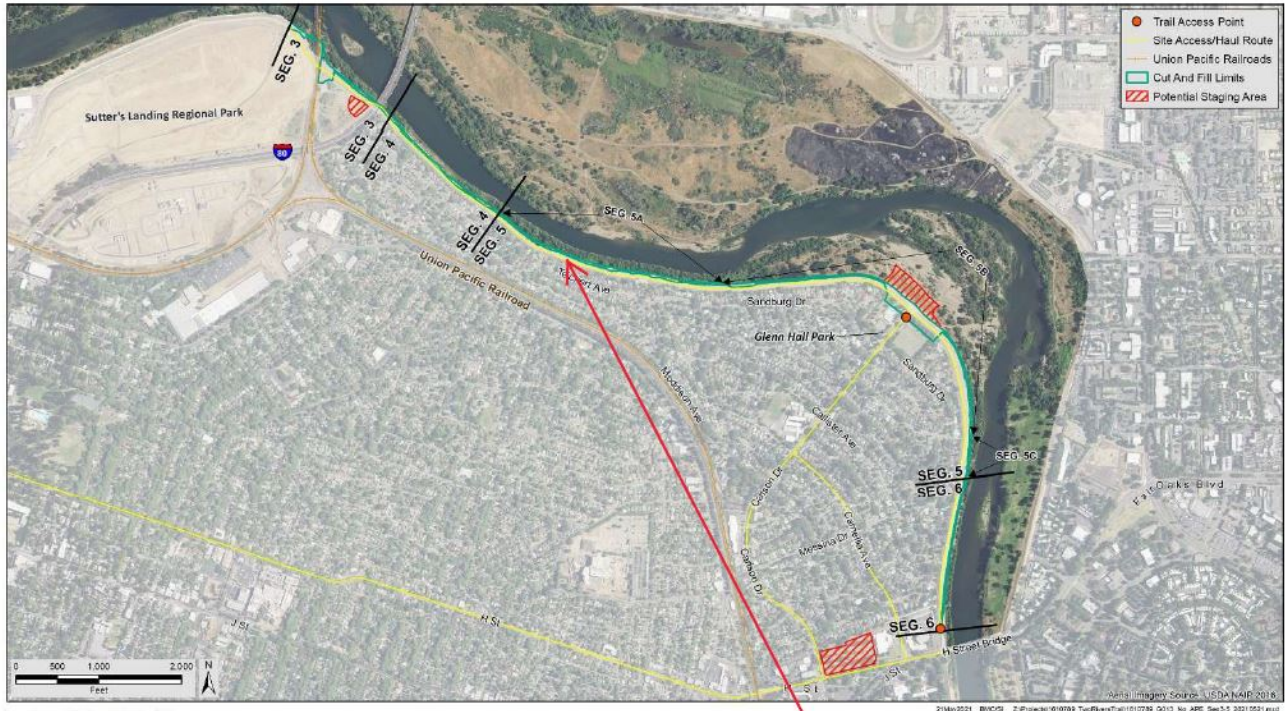 Trail Access Point
Site Access/Haul Route
Union Pacific Railroads
Cut And Fill Limits
Potential Staging Area
SEG. 3
Sutter's Landing Regional Park
80
SEG. 3
SEG. 4
SEG. 4
SEG. 5
SEG. 5A
SEG. 5B
Union Pacific Railroad
Sandburg Dr
Glenn Hall Park
Sandburg Dr
Moddison Ave
Callister Ave
SEG. 5C
SEG. 5
SEG. 6
Fair Oaks Blvd
Carlson Dr
Camellia Ave
Messina Dr
Carlson Dr
SEG. 6
H Street Bridge
J St
H St
J St
H St
0 500 1,000 2,000
Feet
N
Aerial Imagery Source: USDA NAIP 2016